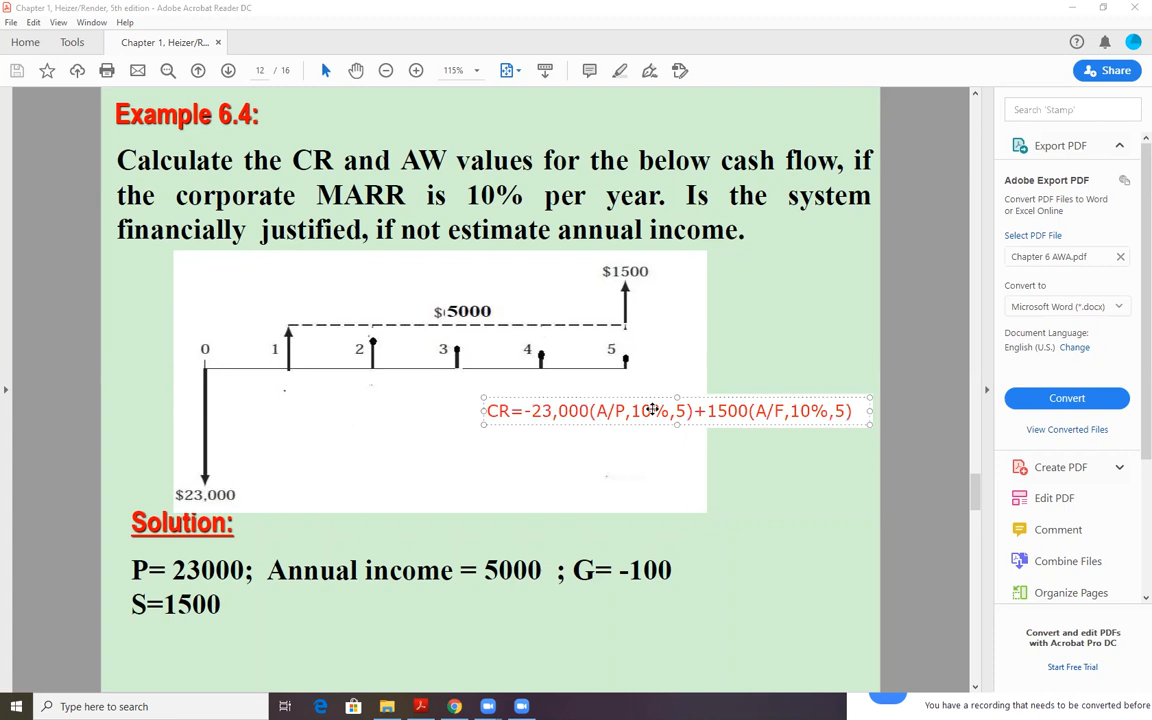 Chapter 1, Heizer/Render, 5th edition - Adobe Acrobat Reader DC
File Edit View Window Help
Home Tools Chapter 1, Heizer/R... ×
12 / 16 115% Share
Example 6.4:
Calculate the CR and AW values for the below cash flow, if
the corporate MARR is 10% per year. Is the system
financially justified, if not estimate annual income.
$1500
$ 5000
0 1 2 3 4 5
CR=-23,000(A/P,10%,5)+1500(A/F,10%,5)
$23,000
Solution:
P= 23000; Annual income = 5000 ; G= -100
S=1500
Search 'Stamp'
Export PDF
Adobe Export PDF
Convert PDF Files to Word
or Excel Online
Select PDF File
Chapter 6 AWA.pdf
Convert to
Microsoft Word (*.docx)
Document Language:
English (U.S.) Change
Convert
View Converted Files
Create PDF
Edit PDF
Comment
Combine Files
Organize Pages
Convert and edit PDFs
with Acrobat Pro DC
Start Free Trial
Type here to search
You have a recording that needs to be converted before